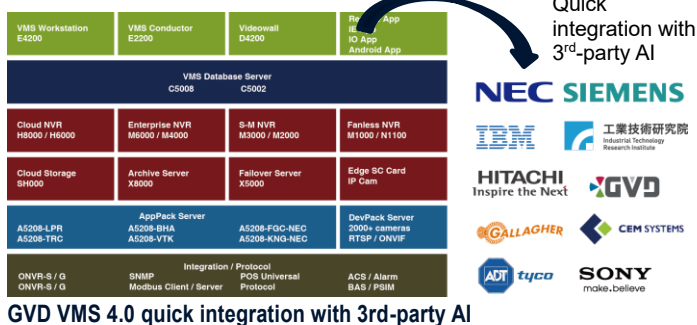 Quick
integration with
3rd-party AI
VMS Workstation
E4200
VMS Conductor
E2200
Videowall
D4200
IO App
Android App
VMS Database Server
C5008 C5002
Cloud NVR
H8000 / H6000
Enterprise NVR
M6000 / M4000
S-M NVR
M3000 / M2000
Fanless NVR
M1000 / N1100
Cloud Storage
SH000
Archive Server
X8000
Failover Server
X5000
Edge SC Card
IP Cam
AppPack Server
A5208-LPR A5208-BHA A5208-FGC-NEC
A5208-TRC A5208-VTK A5208-KNG-NEC
DevPack Server
2000+ cameras
RTSP / ONVIF
Integration / Protocol
ONVR-S / G SNMP POS Universal ACS / Alarm
ONVR-S / G Modbus Client / Server Protocol BAS / PSIM
NEC SIEMENS
IBM
工業技術研究院
Industrial Technology
Research Institute
HITACHI
Inspire the Next
GVD
GALLAGHER
CEM SYSTEMS
ADT tyco
SONY
make.believe
GVD VMS 4.0 quick integration with 3rd-party AI